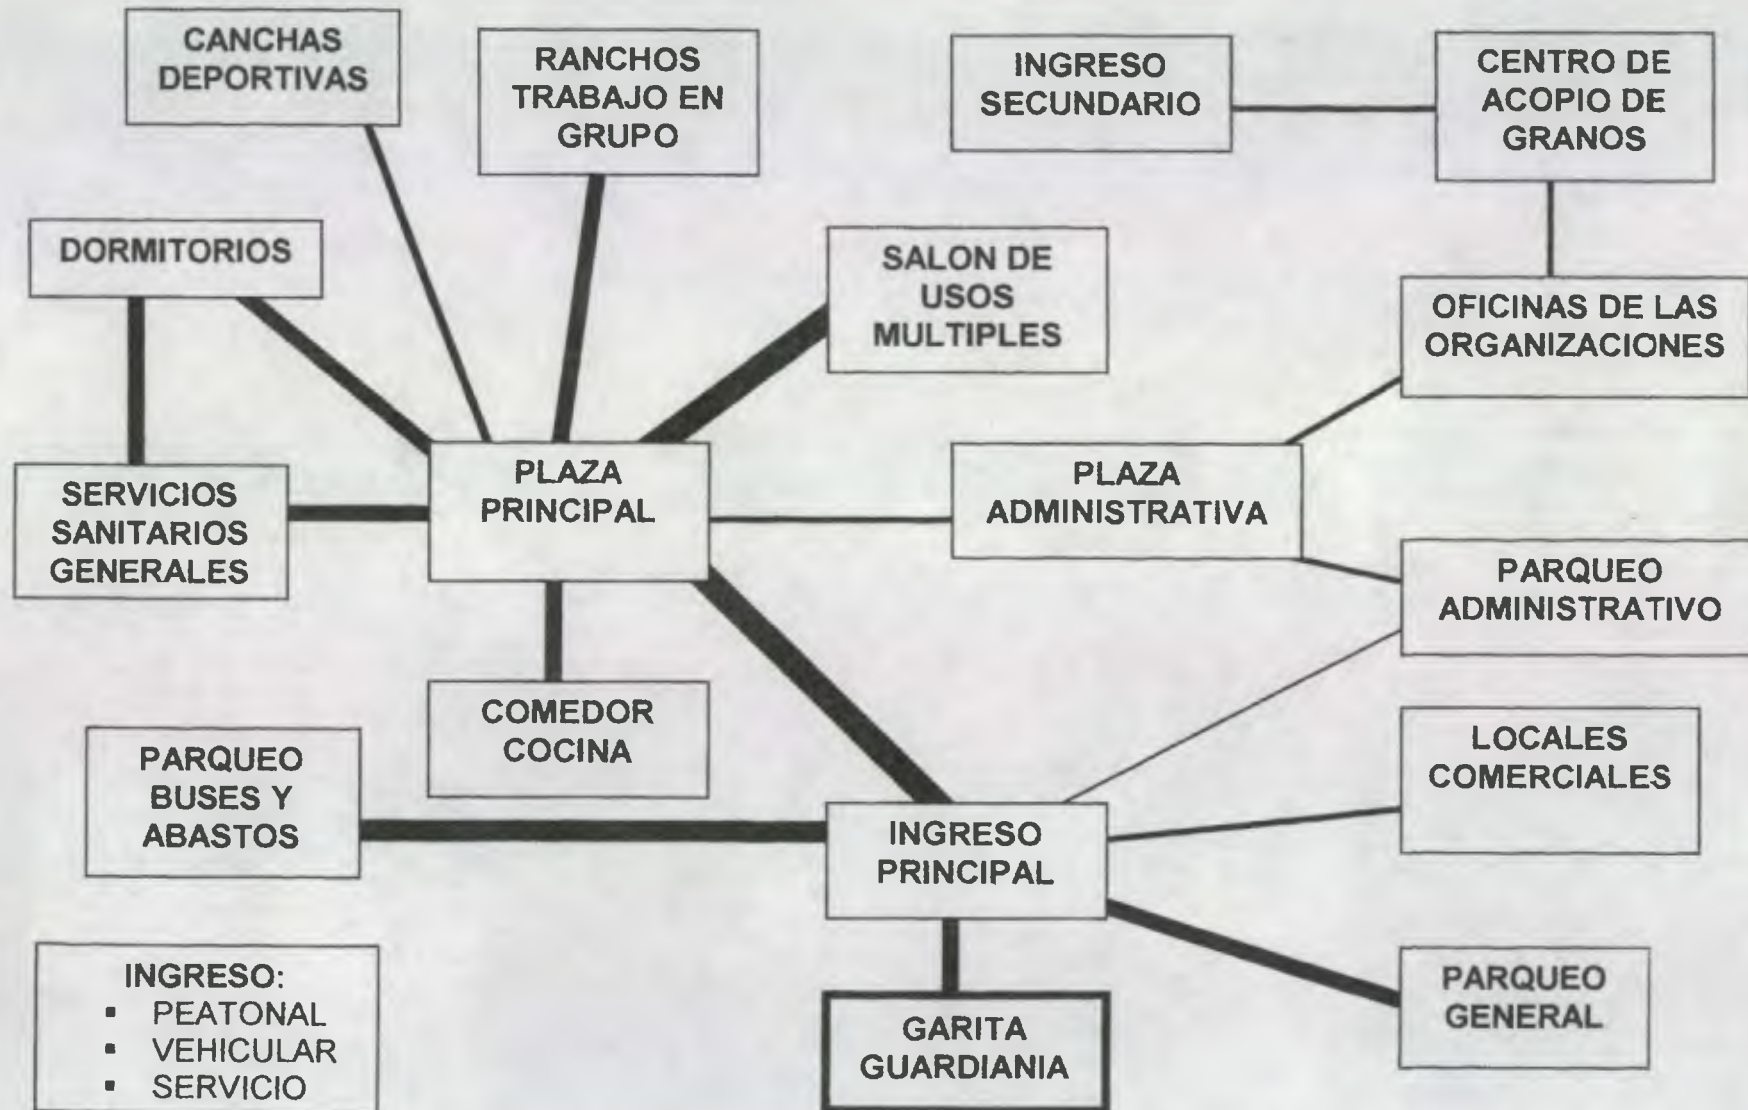 CANCHAS
DEPORTIVAS
RANCHOS
TRABAJO EN
GRUPO
INGRESO
SECUNDARIO
CENTRO DE
ACOPIO DE
GRANOS
DORMITORIOS
SALON DE
USOS
MULTIPLES
OFICINAS DE LAS
ORGANIZACIONES
SERVICIOS
SANITARIOS
GENERALES
PLAZA
PRINCIPAL
PLAZA
ADMINISTRATIVA
PARQUEO
ADMINISTRATIVO
COMEDOR
COCINA
PARQUEO
BUSES Y
ABASTOS
INGRESO
PRINCIPAL
LOCALES
COMERCIALES
INGRESO:
▪ PEATONAL
▪ VEHICULAR
▪ SERVICIO
GARITA
GUARDIANIA
PARQUEO
GENERAL